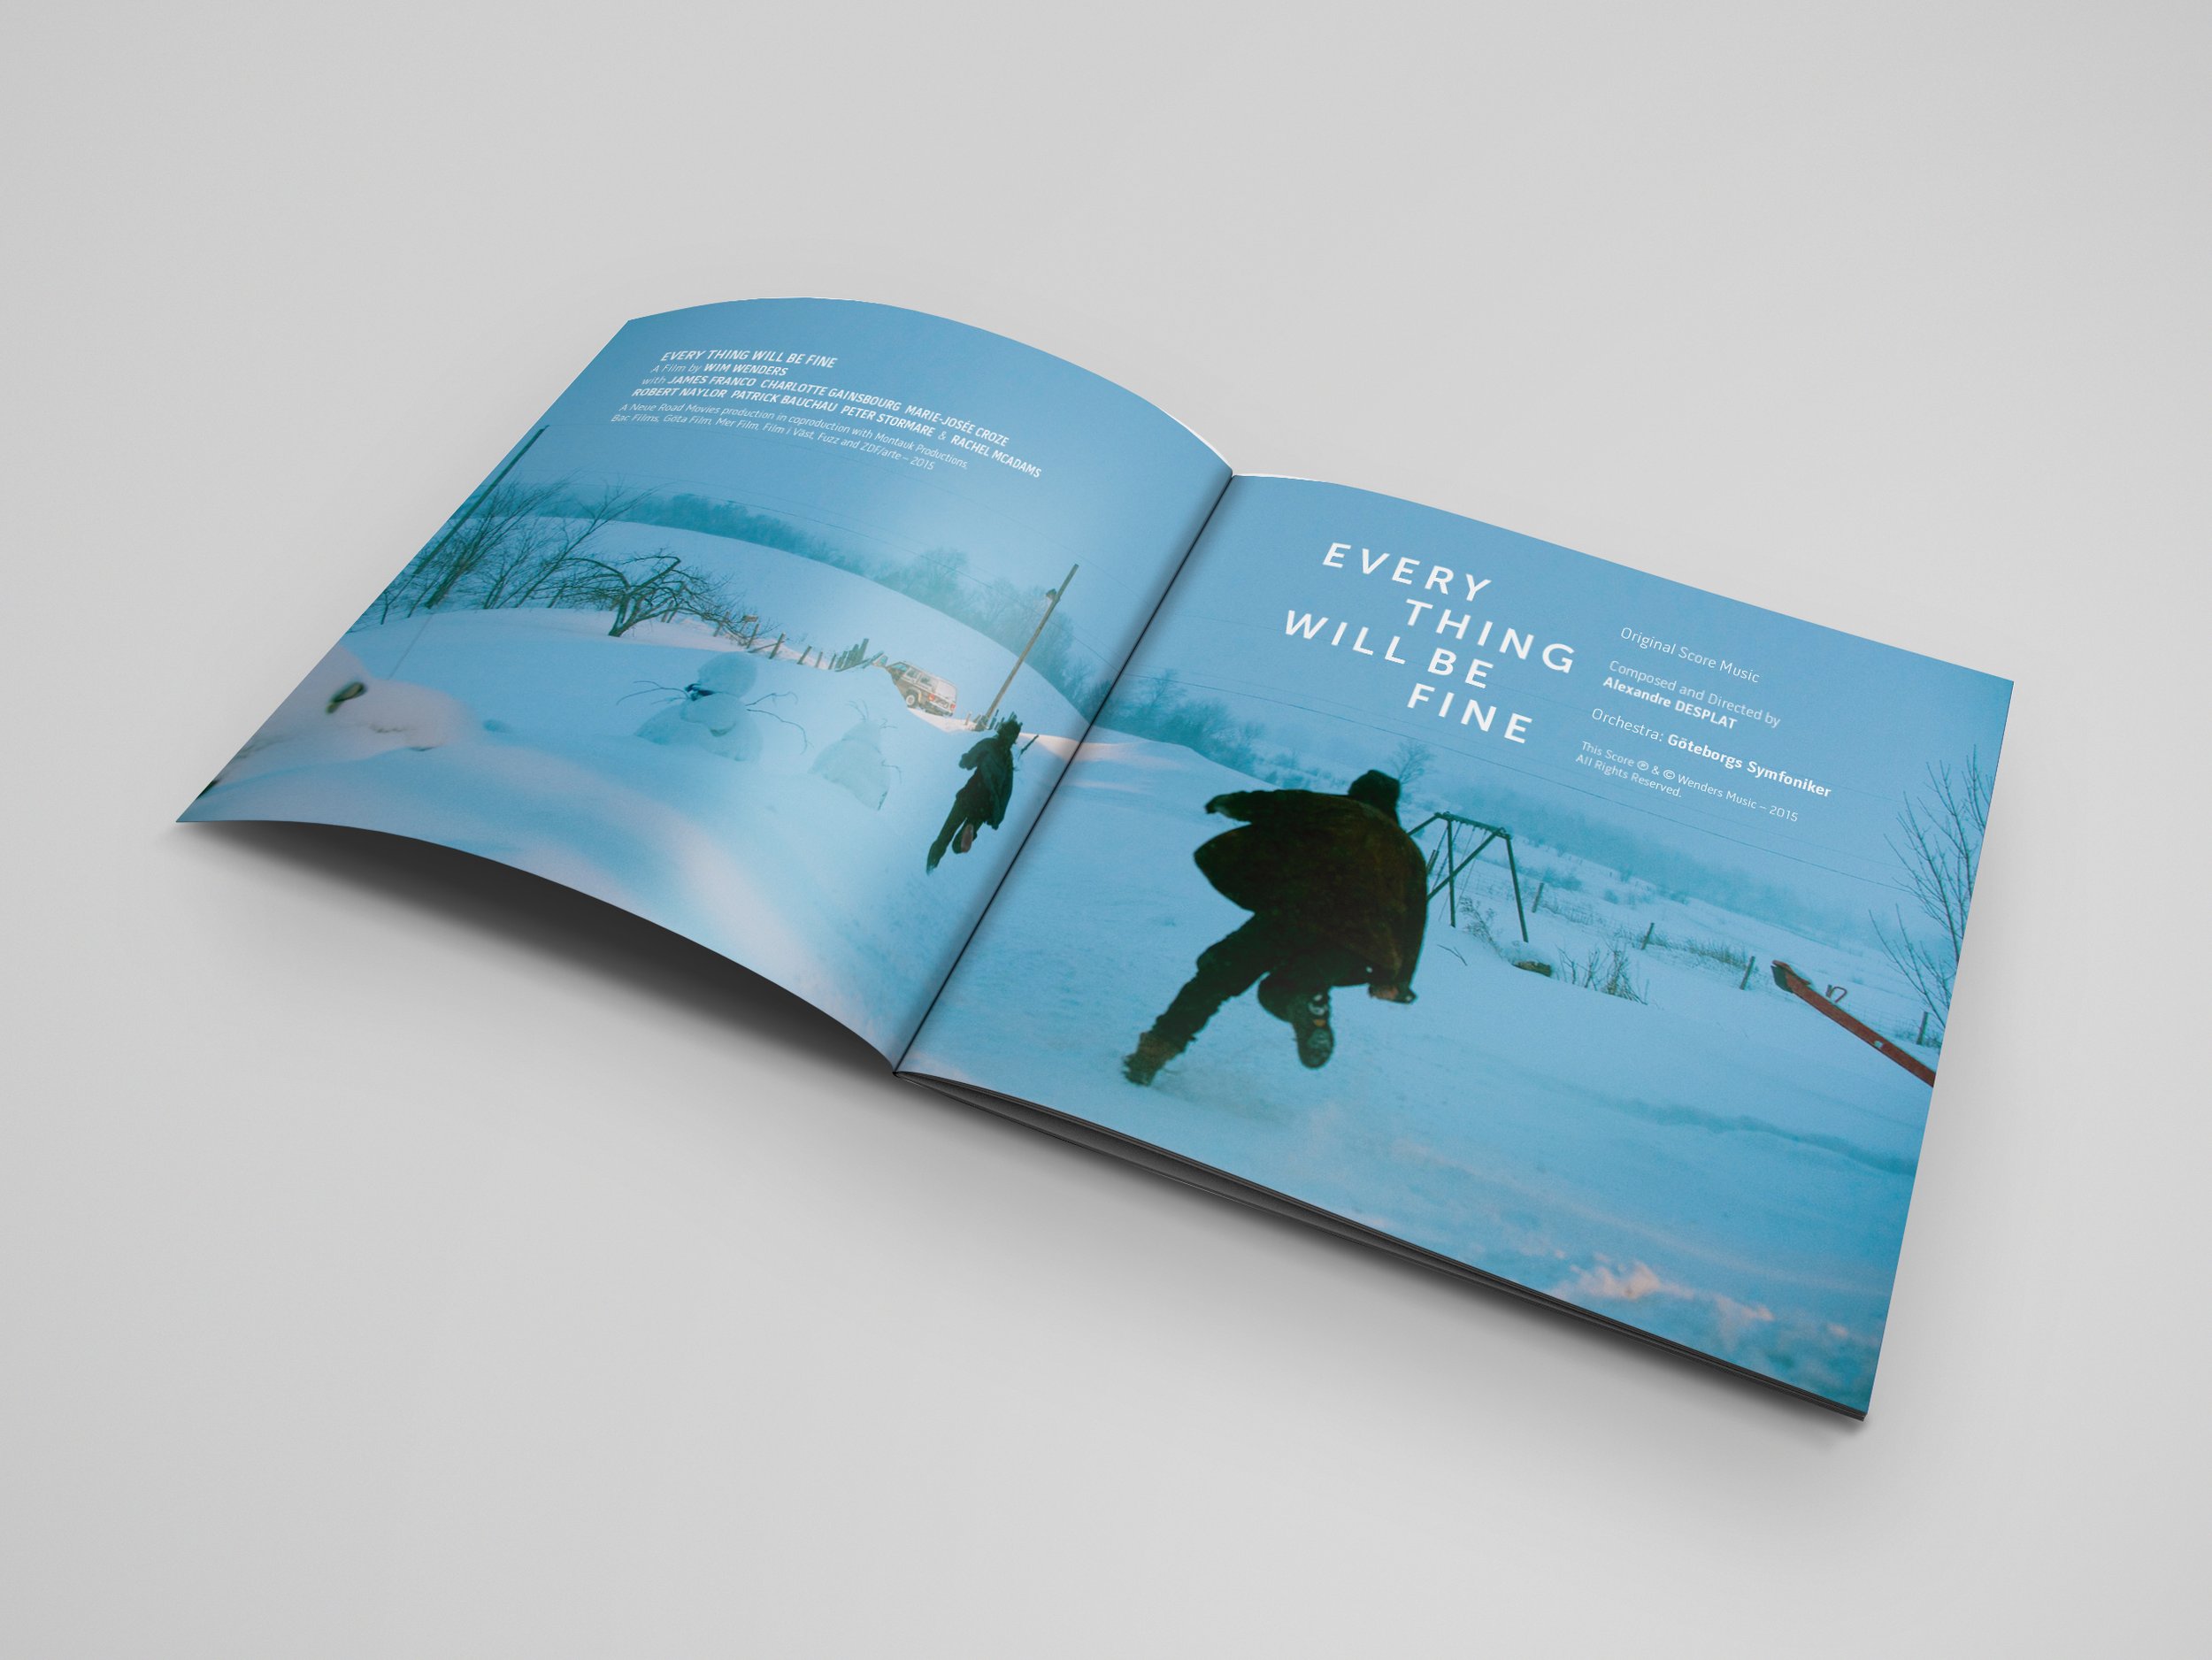 EVERY THING WILL BE FINE
A Film by WIM WENDERS
with JAMES FRANCO CHARLOTTE GAINSBOURG MARIE-JOSÉE CROZE
ROBERT NAYLOR PATRICK BAUCHAU PETER STORMARE & RACHEL MCADAMS
A Neue Road Movies production in coproduction with Montauk Productions,
Bac Films, Göta Film, Mer Film, Film i Väst, Fuzz and ZDF/arte – 2015
EVERY
THING
WILL BE
FINE
Original Score Music
Composed and Directed by
Alexandre DESPLAT
Orchestra: Göteborgs Symfoniker
This Score ℗ & © Wenders Music – 2015
All Rights Reserved.